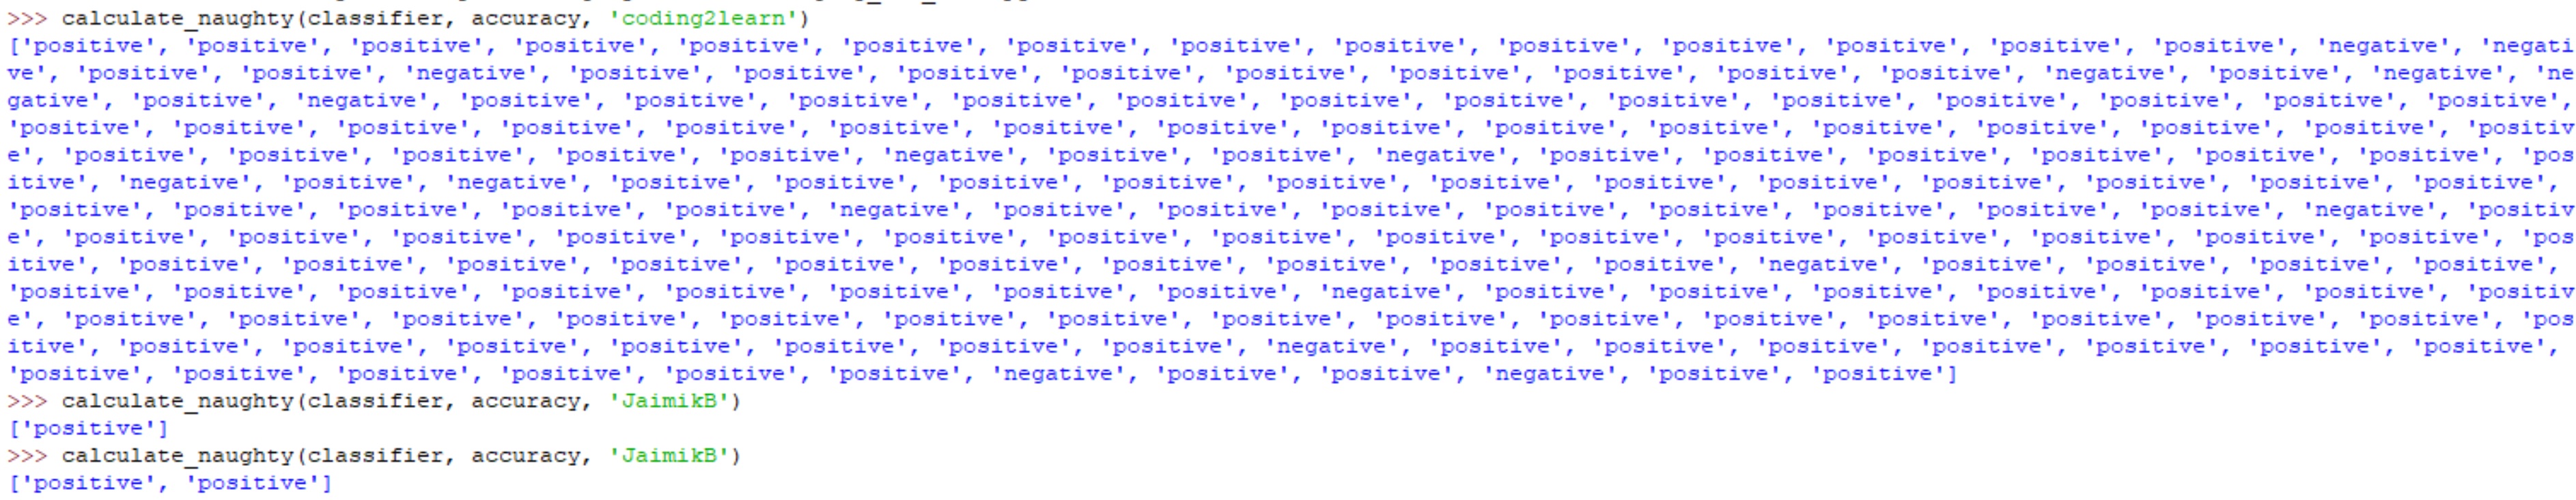 >>> calculate_naughty(classifier, accuracy, 'coding2learn')
['positive', 'positive', 'positive', 'positive', 'positive', 'positive', 'positive', 'positive', 'positive', 'positive', 'positive', 'positive', 'positive', 'positive', 'negative', 'negati
ve', 'positive', 'positive', 'negative', 'positive', 'positive', 'positive', 'positive', 'positive', 'positive', 'positive', 'positive', 'positive', 'negative', 'positive', 'negative', 'ne
gative', 'positive', 'negative', 'positive', 'positive', 'positive', 'positive', 'positive', 'positive', 'positive', 'positive', 'positive', 'positive', 'positive', 'positive', 'positive',
'positive', 'positive', 'positive', 'positive', 'positive', 'positive', 'positive', 'positive', 'positive', 'positive', 'positive', 'positive', 'positive', 'positive', 'positive', 'positiv
e', 'positive', 'positive', 'positive', 'positive', 'positive', 'negative', 'positive', 'positive', 'negative', 'positive', 'positive', 'positive', 'positive', 'positive', 'positive', 'pos
itive', 'negative', 'positive', 'negative', 'positive', 'positive', 'positive', 'positive', 'positive', 'positive', 'positive', 'positive', 'positive', 'positive', 'positive', 'positive',
'positive', 'positive', 'positive', 'positive', 'positive', 'negative', 'positive', 'positive', 'positive', 'positive', 'positive', 'positive', 'positive', 'positive', 'negative', 'positiv
e', 'positive', 'positive', 'positive', 'positive', 'positive', 'positive', 'positive', 'positive', 'positive', 'positive', 'positive', 'positive', 'positive', 'positive', 'positive', 'pos
itive', 'positive', 'positive', 'positive', 'positive', 'positive', 'positive', 'positive', 'positive', 'positive', 'positive', 'negative', 'positive', 'positive', 'positive', 'positive',
'positive', 'positive', 'positive', 'positive', 'positive', 'positive', 'positive', 'positive', 'negative', 'positive', 'positive', 'positive', 'positive', 'positive', 'positive', 'positiv
e', 'positive', 'positive', 'positive', 'positive', 'positive', 'positive', 'positive', 'positive', 'positive', 'positive', 'positive', 'positive', 'positive', 'positive', 'positive', 'pos
itive', 'positive', 'positive', 'positive', 'positive', 'positive', 'positive', 'positive', 'negative', 'positive', 'positive', 'positive', 'positive', 'positive', 'positive', 'positive',
'positive', 'positive', 'positive', 'positive', 'positive', 'positive', 'negative', 'positive', 'positive', 'negative', 'positive', 'positive']
>>> calculate_naughty(classifier, accuracy, 'JaimikB')
['positive']
>>> calculate_naughty(classifier, accuracy, 'JaimikB')
['positive', 'positive']